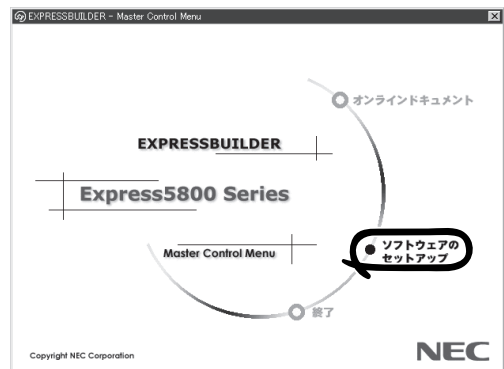 EXPRESSBUILDER - Master Control Menu
オンラインドキュメント
EXPRESSBUILDER
Express5800 Series
Master Control Menu
ソフトウェアの
セットアップ
終了
Copyright NEC Corporation
NEC